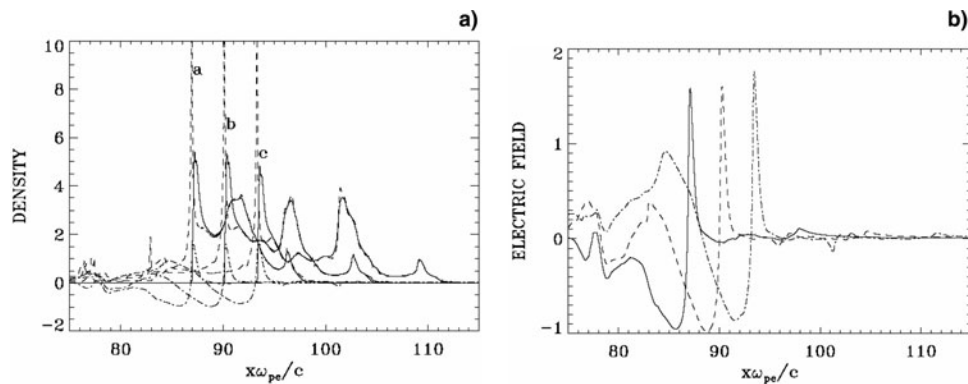 a)
10
8
6
4
2
0
-2
DENSITY
a
b
c
80
90
100
110
xω_pe/c
b)
2
1
0
-1
ELECTRIC FIELD
80
90
100
110
xω_pe/c